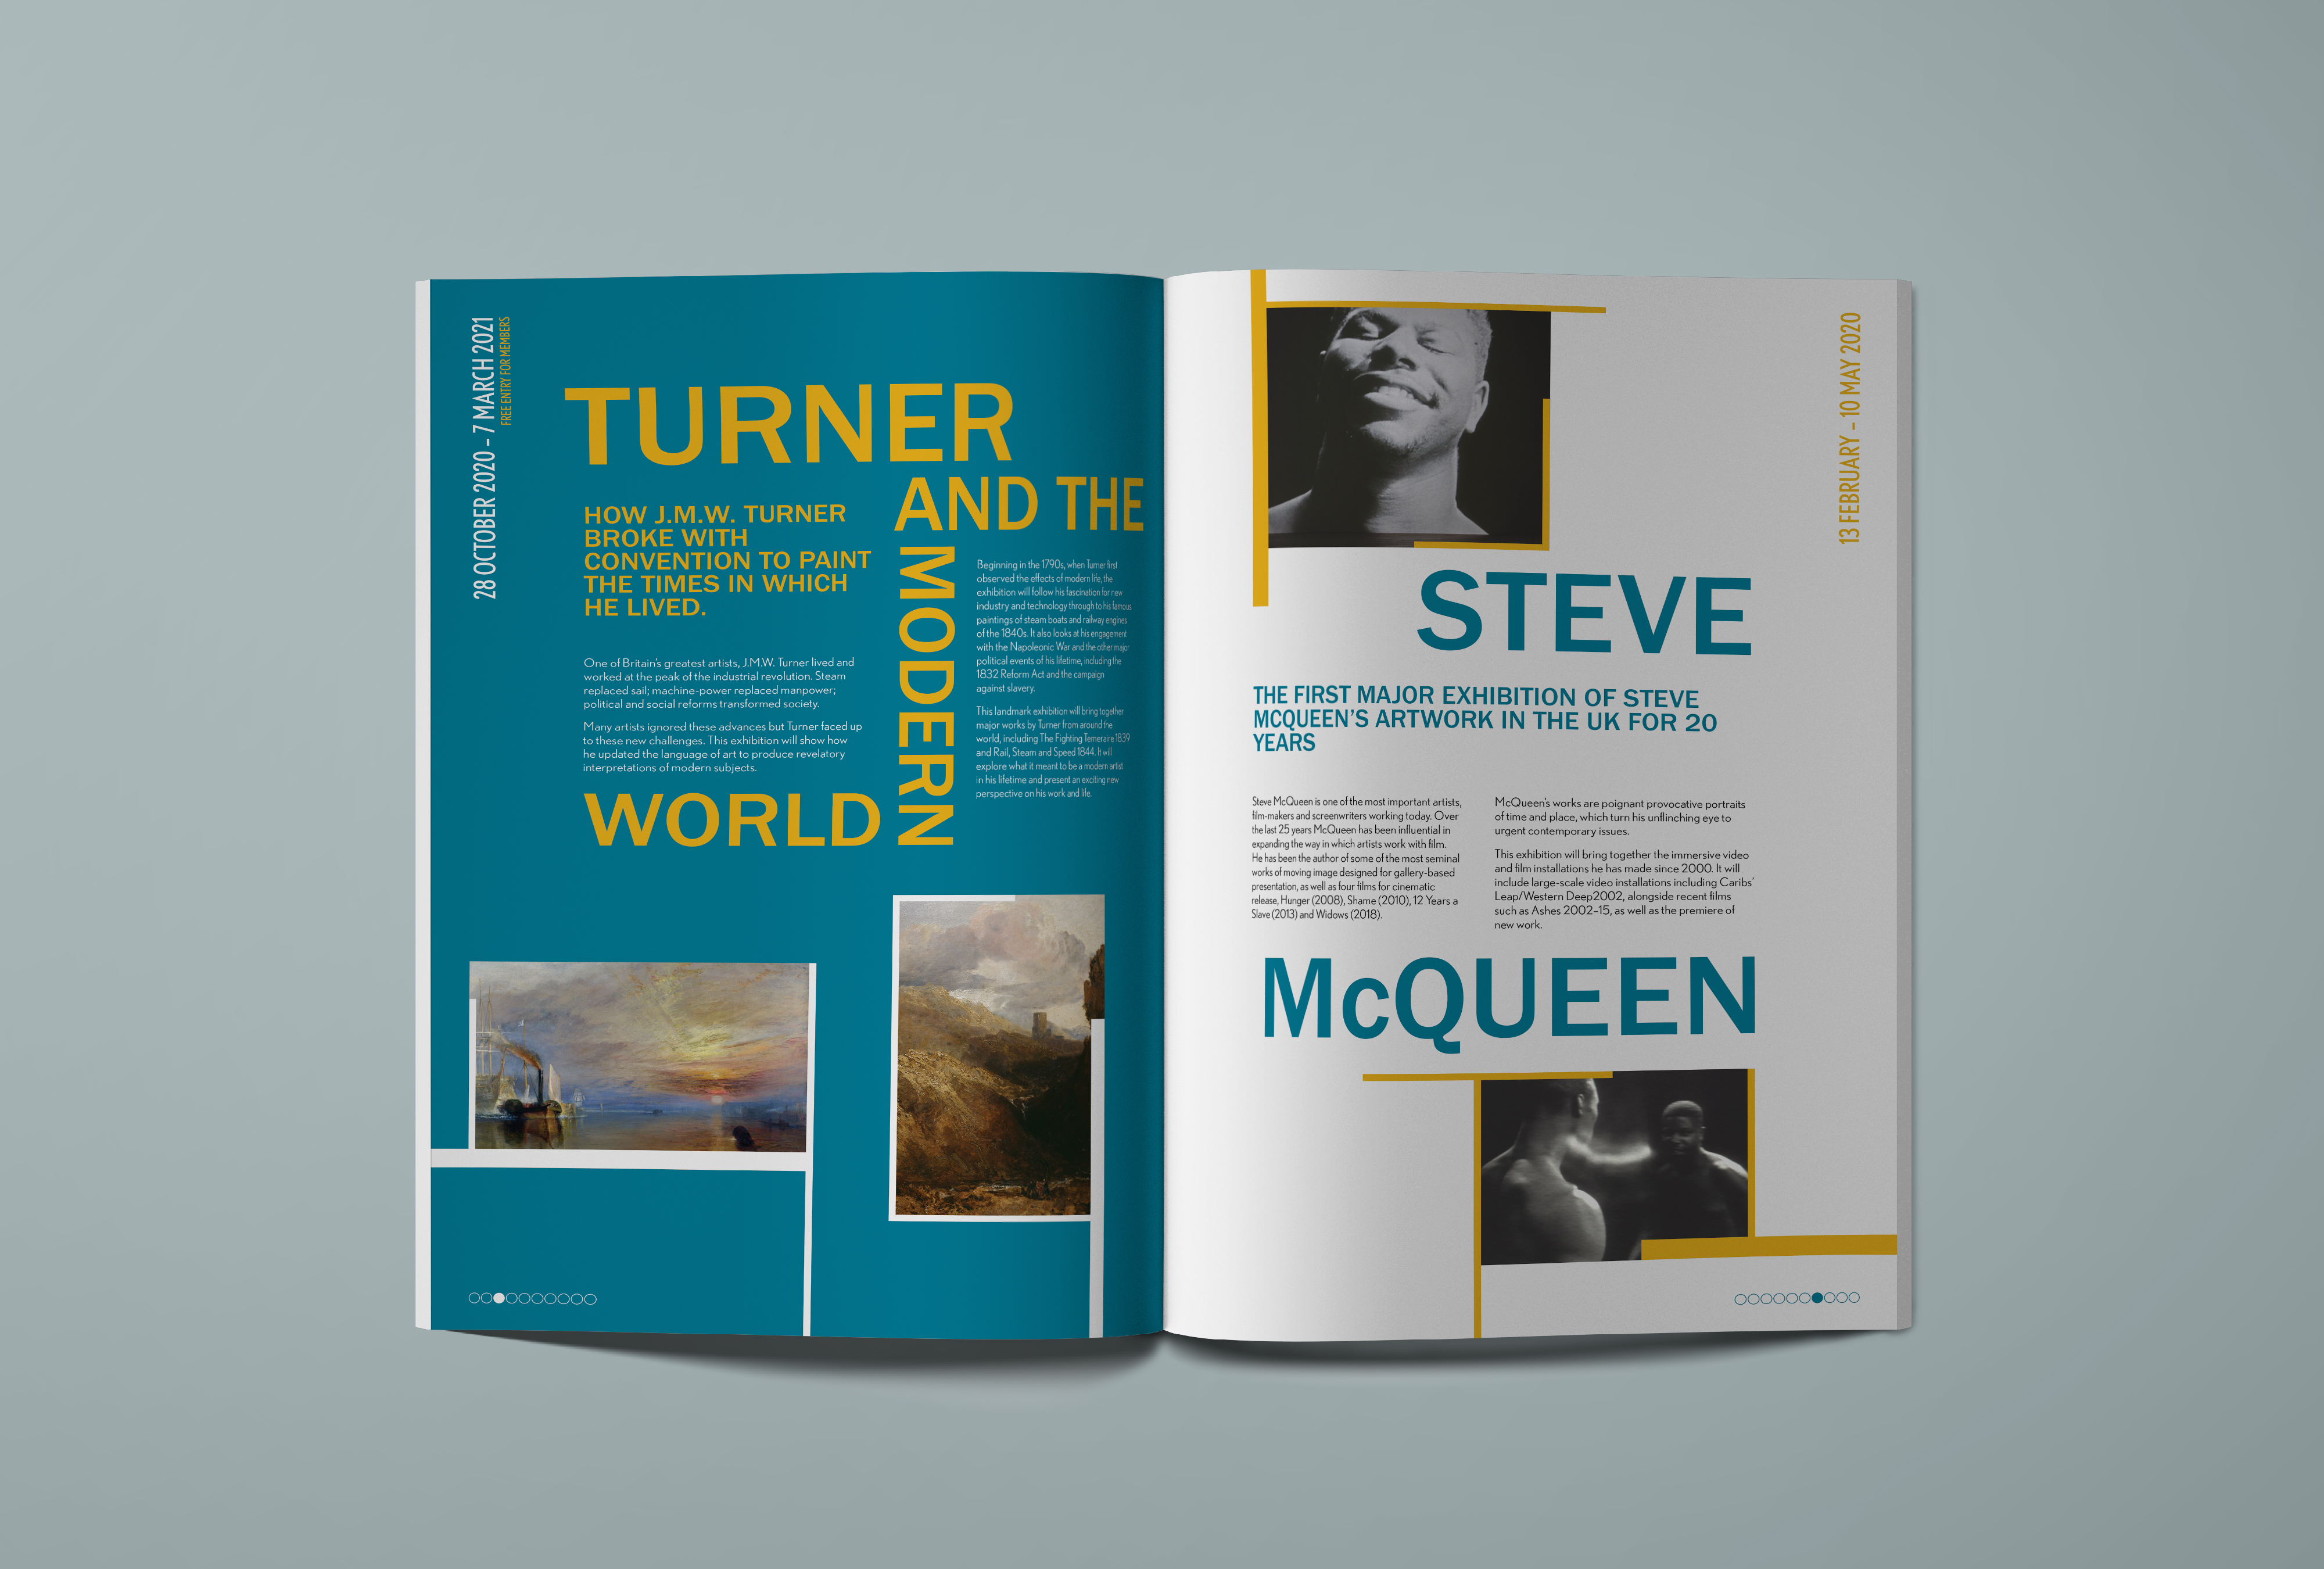 28 OCTOBER 2020 – 7 MARCH 2021
FREE ENTRY FOR MEMBERS
TURNER
AND THE
MODERN
WORLD
HOW J.M.W. TURNER
BROKE WITH
CONVENTION TO PAINT
THE TIMES IN WHICH
HE LIVED.
One of Britain's greatest artists, J.M.W. Turner lived and
worked at the peak of the industrial revolution. Steam
replaced sail; machine-power replaced manpower;
political and social reforms transformed society.
Many artists ignored these advances but Turner faced up
to these new challenges. This exhibition will show how
he updated the language of art to produce revelatory
interpretations of modern subjects.
Beginning in the 1790s, when Turner first
observed the effects of modern life, the
exhibition will follow his fascination for new
industry and technology through to his famous
paintings of steam boats and railway engines
of the 1840s. It also looks at his engagement
with the Napoleonic War and the other major
political events of his lifetime, including the
1832 Reform Act and the campaign
against slavery.
This landmark exhibition will bring together
major works by Turner from around the
world, including The Fighting Temeraire 1839
and Rail, Steam and Speed 1844. It will
explore what it meant to be a modern artist
in his lifetime and present an exciting new
perspective on his work and life.
13 FEBRUARY – 10 MAY 2020
STEVE
THE FIRST MAJOR EXHIBITION OF STEVE
MCQUEEN'S ARTWORK IN THE UK FOR 20
YEARS
Steve McQueen is one of the most important artists,
film-makers and screenwriters working today. Over
the last 25 years McQueen has been influential in
expanding the way in which artists work with film.
He has been the author of some of the most seminal
works of moving image designed for gallery-based
presentation, as well as four films for cinematic
release, Hunger (2008), Shame (2010), 12 Years a
Slave (2013) and Widows (2018).
McQueen's works are poignant provocative portraits
of time and place, which turn his unflinching eye to
urgent contemporary issues.
This exhibition will bring together the immersive video
and film installations he has made since 2000. It will
include large-scale video installations including Caribs'
Leap/Western Deep2002, alongside recent films
such as Ashes 2002–15, as well as the premiere of
new work.
McQUEEN